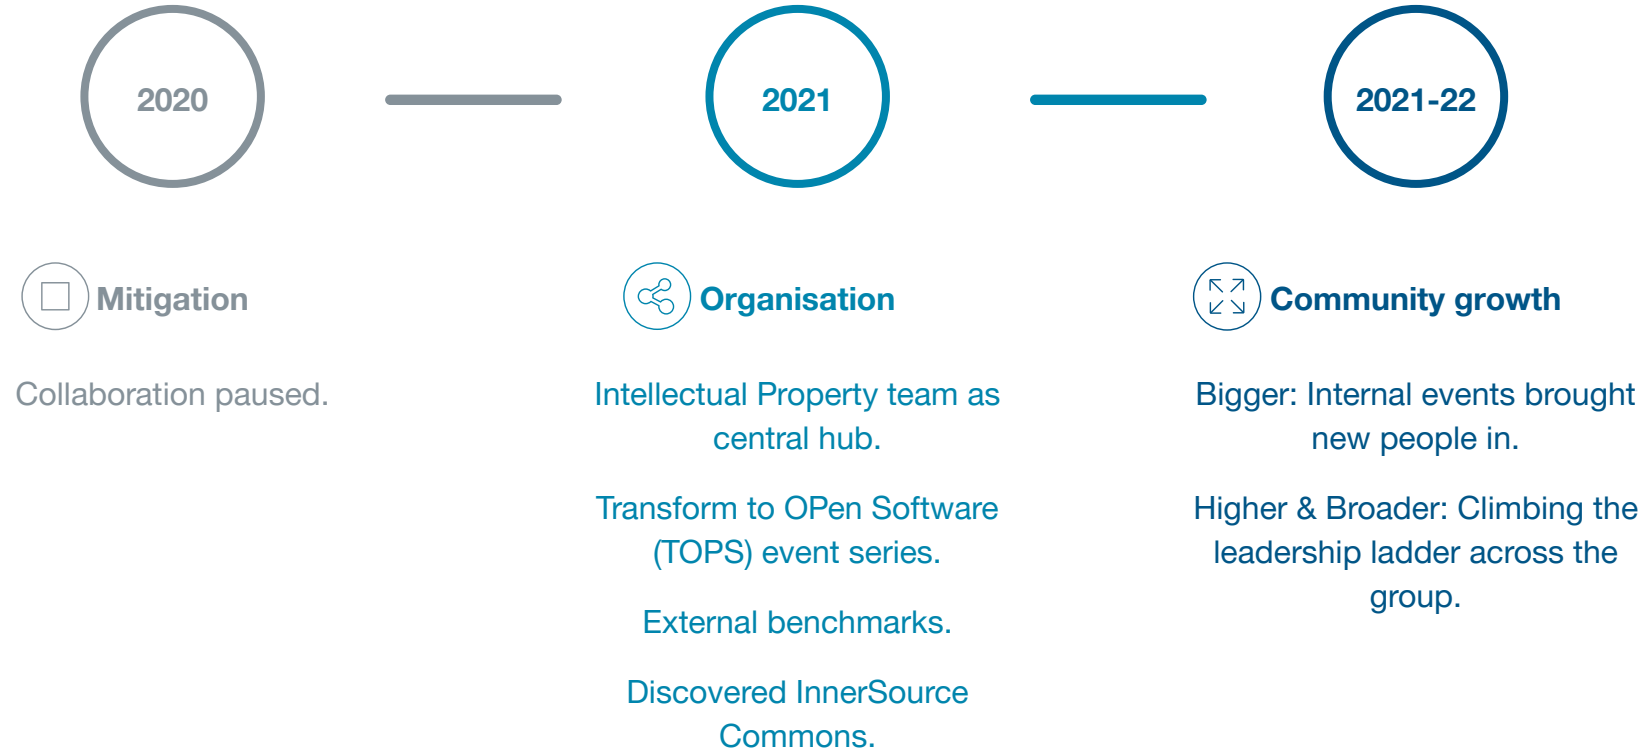 2020
2021
2021-22
Mitigation
Collaboration paused.
Organisation
Intellectual Property team as
central hub.
Transform to OPen Software
(TOPS) event series.
External benchmarks.
Discovered InnerSource
Commons.
Community growth
Bigger: Internal events brought
new people in.
Higher & Broader: Climbing the
leadership ladder across the
group.